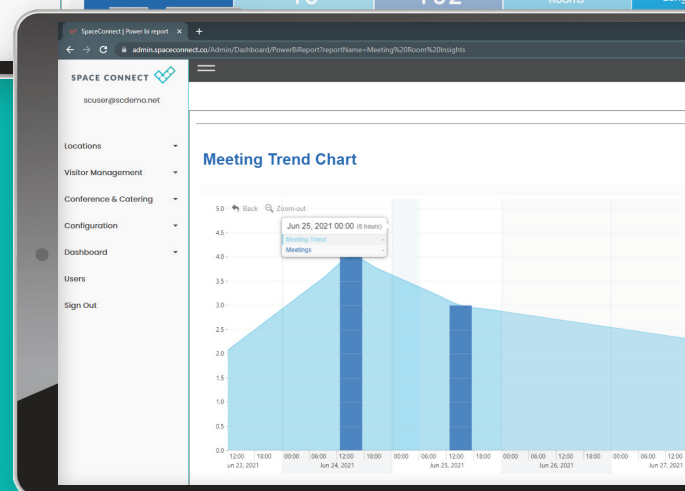 SpaceConnect | Power bi report
admin.spaceconnect.co/Admin/Dashboard/PowerBiReport?reportName=Meeting%20Room%20Insights
SPACE CONNECT
scuser@scdemo.net
Locations
Visitor Management
Conference & Catering
Configuration
Dashboard
Users
Sign Out
Meeting Trend Chart
5.0 Back Zoom-out
Jun 25, 2021 00:00 (6 hours)
Meeting Trend -
Meetings -
4.5
4.0
3.5
3.0
2.5
2.0
1.5
1.0
0.5
0.0
12:00 18:00 00:00 06:00 12:00 18:00 00:00 06:00 12:00 18:00 00:00 06:00 12:00 18:00 00:00 06:00 12:00
un 23, 2021 Jun 24, 2021 Jun 25, 2021 Jun 26, 2021 Jun 27, 2021